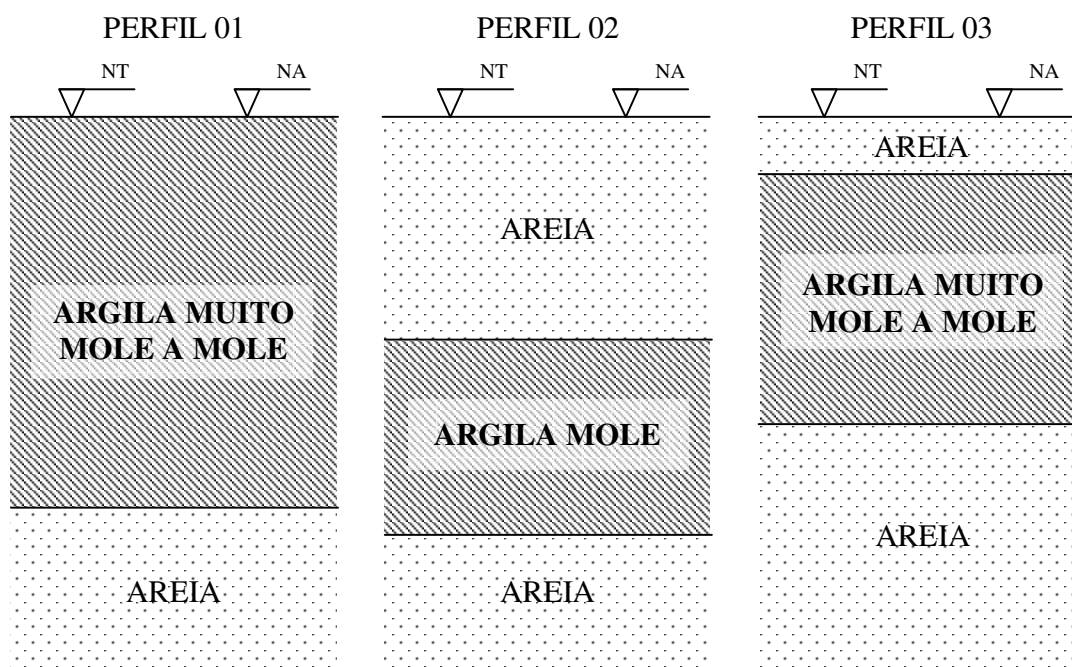 PERFIL 01
NT
NA
ARGILA MUITO
MOLE A MOLE
AREIA
PERFIL 02
NT
NA
AREIA
ARGILA MOLE
AREIA
PERFIL 03
NT
NA
AREIA
ARGILA MUITO
MOLE A MOLE
AREIA